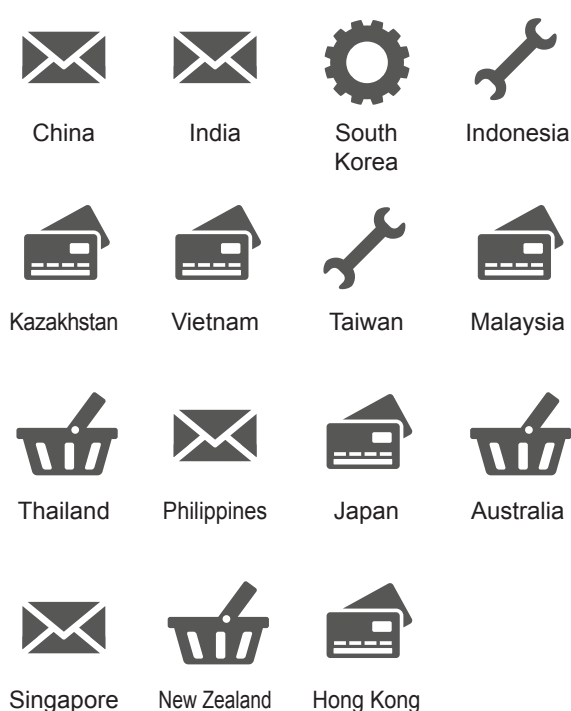 China
India
South
Korea
Indonesia
Kazakhstan
Vietnam
Taiwan
Malaysia
Thailand
Philippines
Japan
Australia
Singapore
New Zealand
Hong Kong